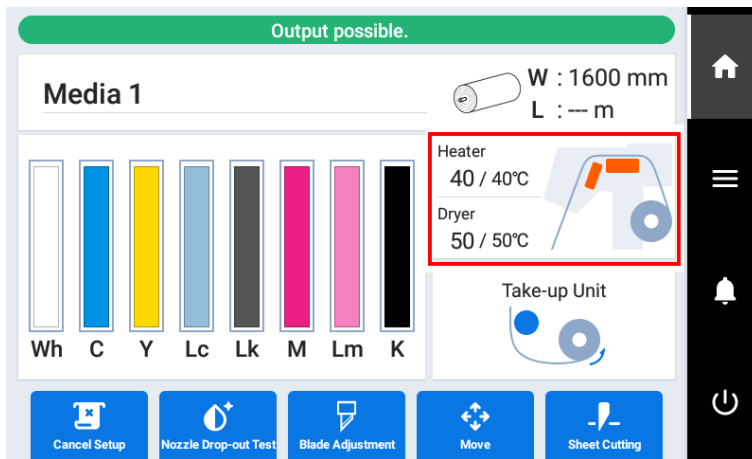 Output possible.
Media 1
W : 1600 mm
L : --- m
Heater
40 / 40℃
Dryer
50 / 50℃
Take-up Unit
Wh C Y Lc Lk M Lm K
Cancel Setup Nozzle Drop-out Test Blade Adjustment Move Sheet Cutting